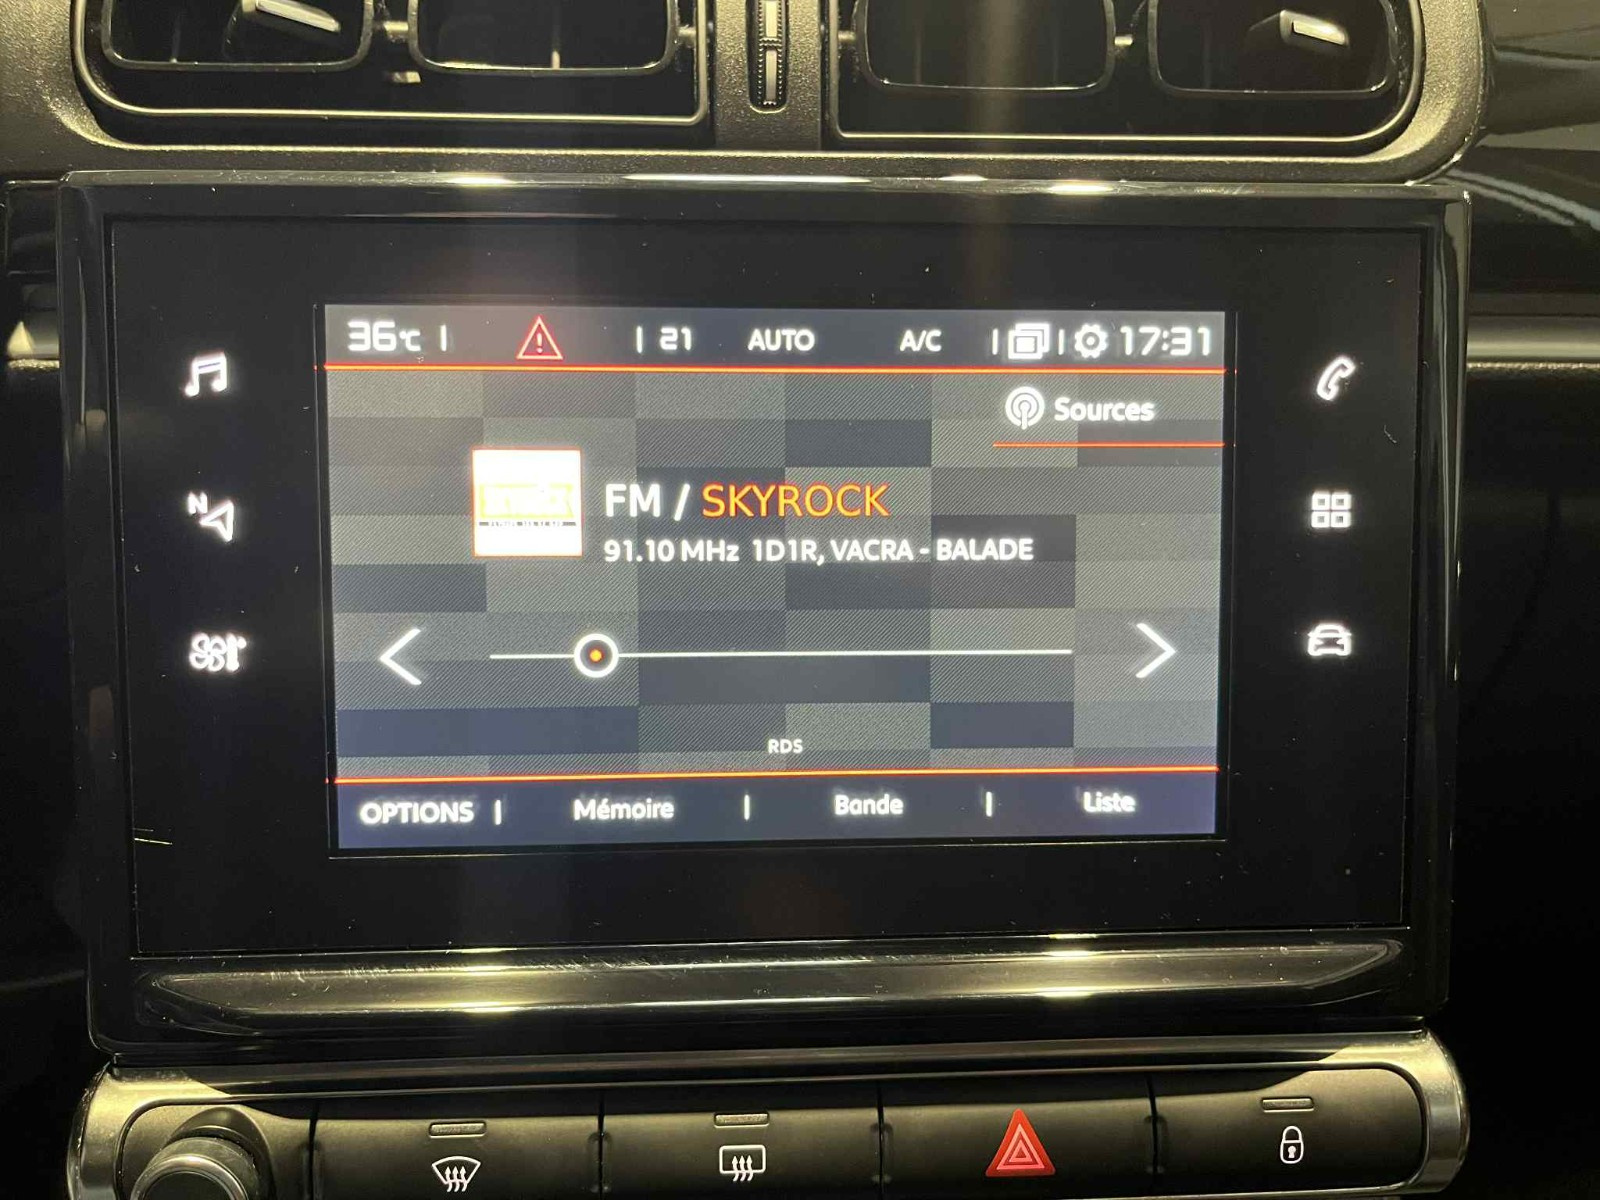 36°C | 21 AUTO A/C 17:31
Sources
FM / SKYROCK
91.10 MHz 1D1R, VACRA - BALADE
N
RDS
OPTIONS | Mémoire | Bande | Liste